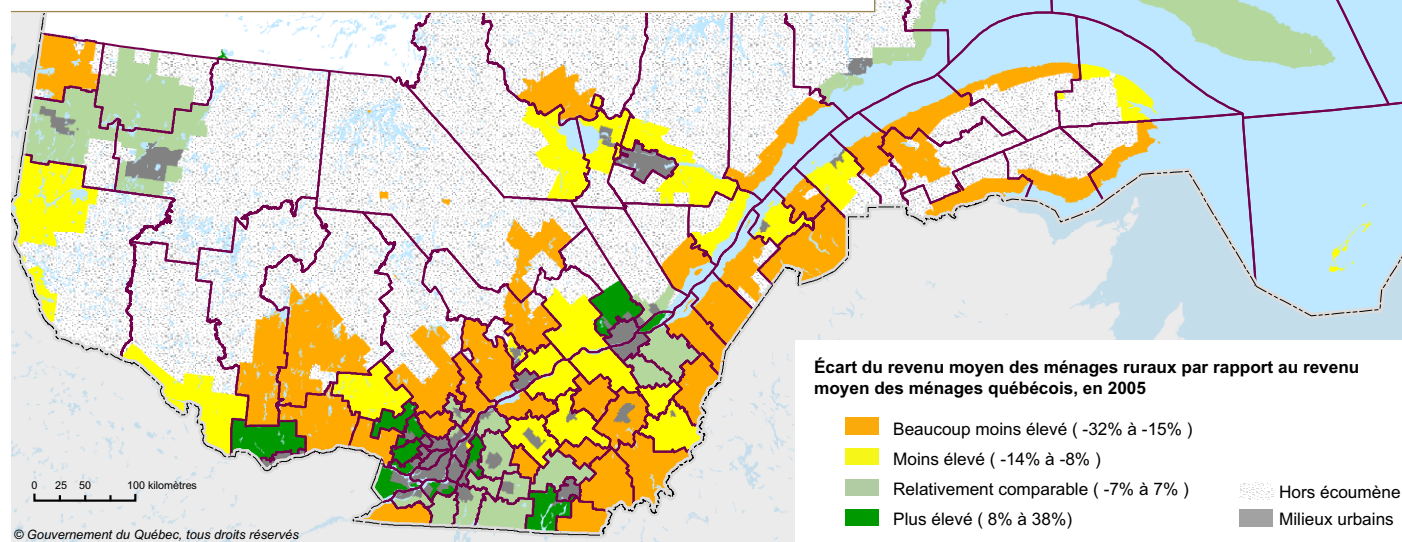 Écart du revenu moyen des ménages ruraux par rapport au revenu
moyen des ménages québécois, en 2005
Beaucoup moins élevé ( -32% à -15% )
Moins élevé ( -14% à -8% )
Relativement comparable ( -7% à 7% )
Plus élevé ( 8% à 38%)
Hors écoumène
Milieux urbains
0 25 50 100 kilomètres
© Gouvernement du Québec, tous droits réservés